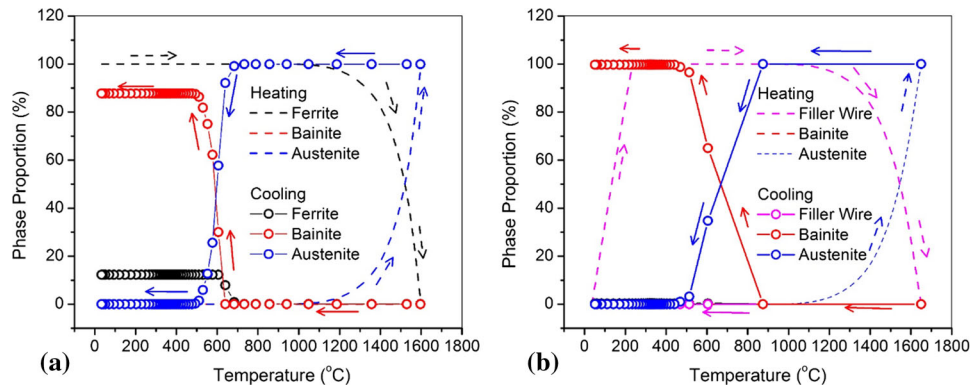 120
100
80
60
40
20
0
Phase Proportion (%)
Heating
Ferrite
Bainite
Austenite
Cooling
Ferrite
Bainite
Austenite
0 200 400 600 800 1000 1200 1400 1600 1800
Temperature (°C)
(a)
120
100
80
60
40
20
0
Phase Proportion (%)
Heating
Filler Wire
Bainite
Austenite
Cooling
Filler Wire
Bainite
Austenite
0 200 400 600 800 1000 1200 1400 1600 1800
Temperature (°C)
(b)